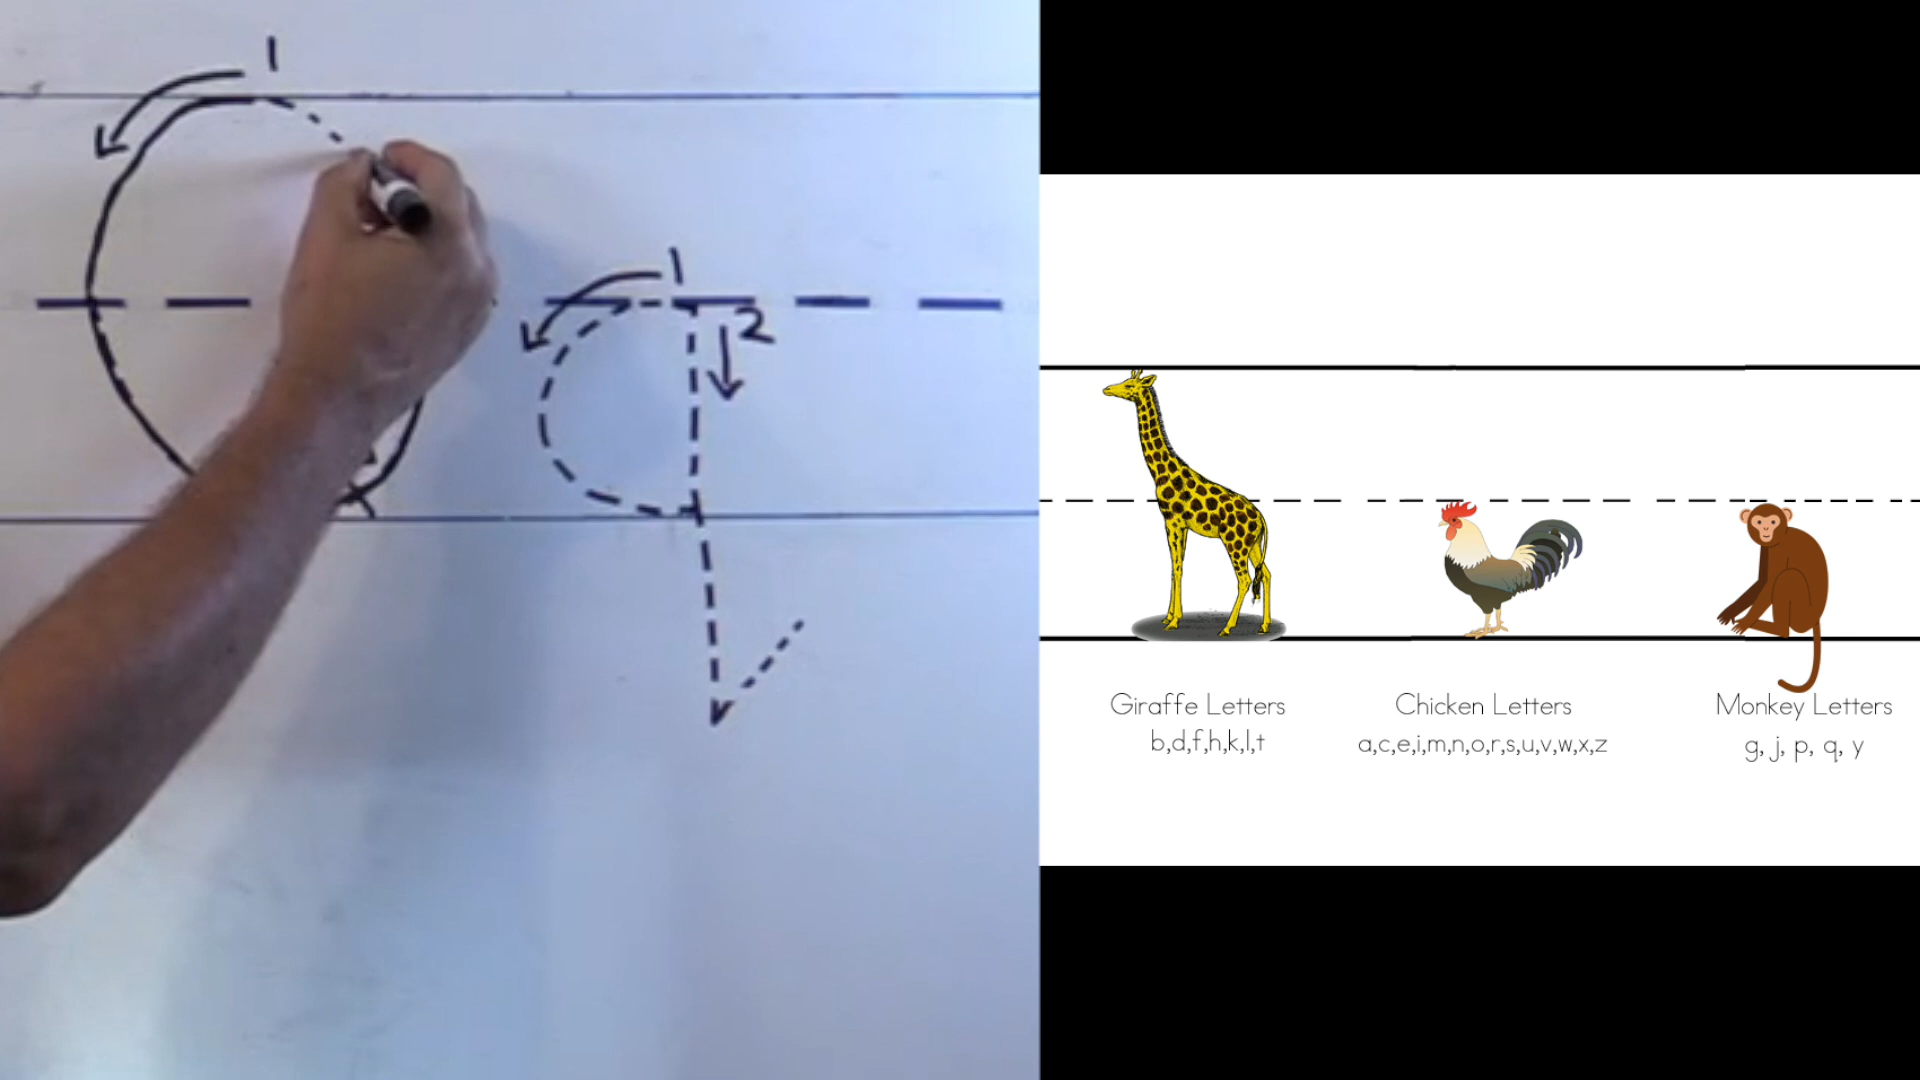 1
1
2
Q q
Giraffe Letters
b,d,f,h,k,l,t
Chicken Letters
a,c,e,i,m,n,o,r,s,u,v,w,x,z
Monkey Letters
g, j, p, q, y